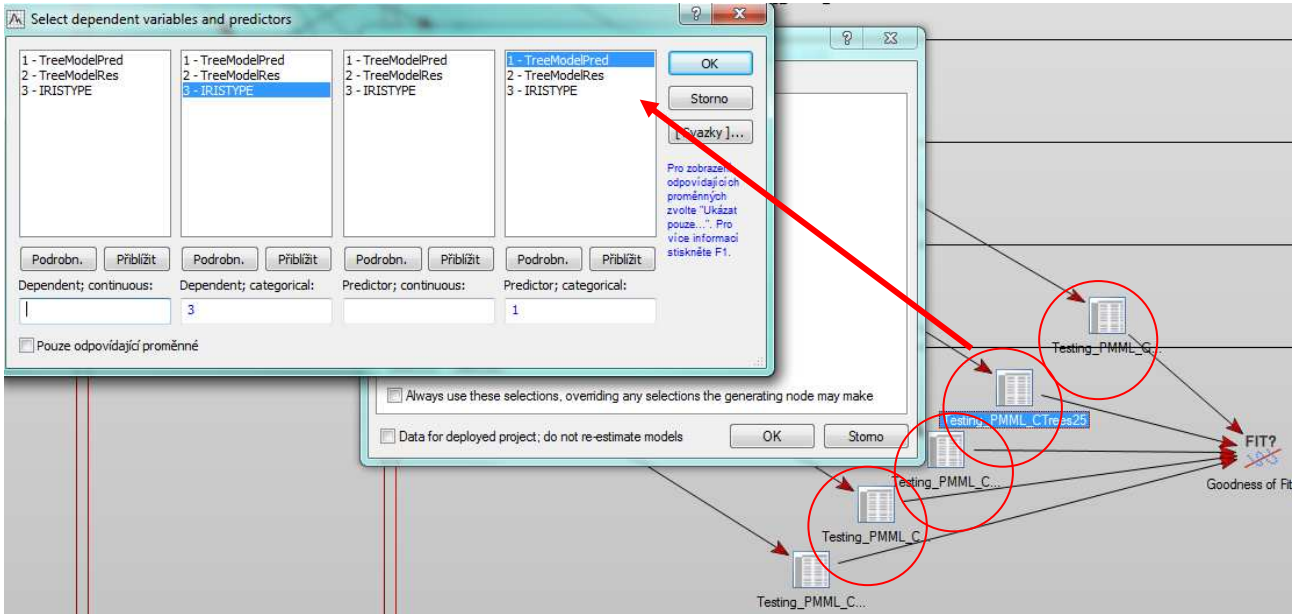 Select dependent variables and predictors
1 - TreeModelPred
2 - TreeModelRes
3 - IRISTYPE
1 - TreeModelPred
2 - TreeModelRes
3 - IRISTYPE
1 - TreeModelPred
2 - TreeModelRes
3 - IRISTYPE
1 - TreeModelPred
2 - TreeModelRes
3 - IRISTYPE
OK
Storno
[ Svazky ]...
Pro zobrazení
odpovídajících
proměnných
zvolte "Ukázat
pouze...". Pro
více informací
stiskněte F1.
Podrobn. Přiblížit Podrobn. Přiblížit Podrobn. Přiblížit Podrobn. Přiblížit
Dependent; continuous: Dependent; categorical: Predictor; continuous: Predictor; categorical:
3 1
Pouze odpovídající proměnné
Always use these selections, overriding any selections the generating node may make
Data for deployed project; do not re-estimate models OK Storno
Testing_PMML_C...
Testing_PMML_CTrees25
Testing_PMML_C...
Testing_PMML_C...
Testing_PMML_C...
FIT?
Goodness of Fit